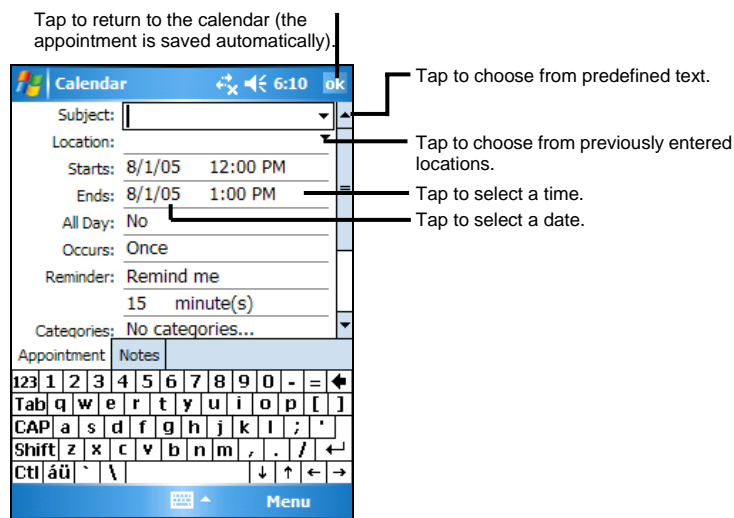 Tap to return to the calendar (the
appointment is saved automatically).
Calendar 6:10 ok
Tap to choose from predefined text.
Subject:
Location:
Tap to choose from previously entered
locations.
Starts: 8/1/05 12:00 PM
Ends: 8/1/05 1:00 PM
Tap to select a time.
Tap to select a date.
All Day: No
Occurs: Once
Reminder: Remind me
15 minute(s)
Categories: No categories...
Appointment Notes
123 1 2 3 4 5 6 7 8 9 0 - = 🡄
Tab q w e r t y u i o p [ ]
CAP a s d f g h j k l ; '
Shift z x c v b n m , . / ↵
Ctl áü ` \ ↓ ↑ ← →
Menu